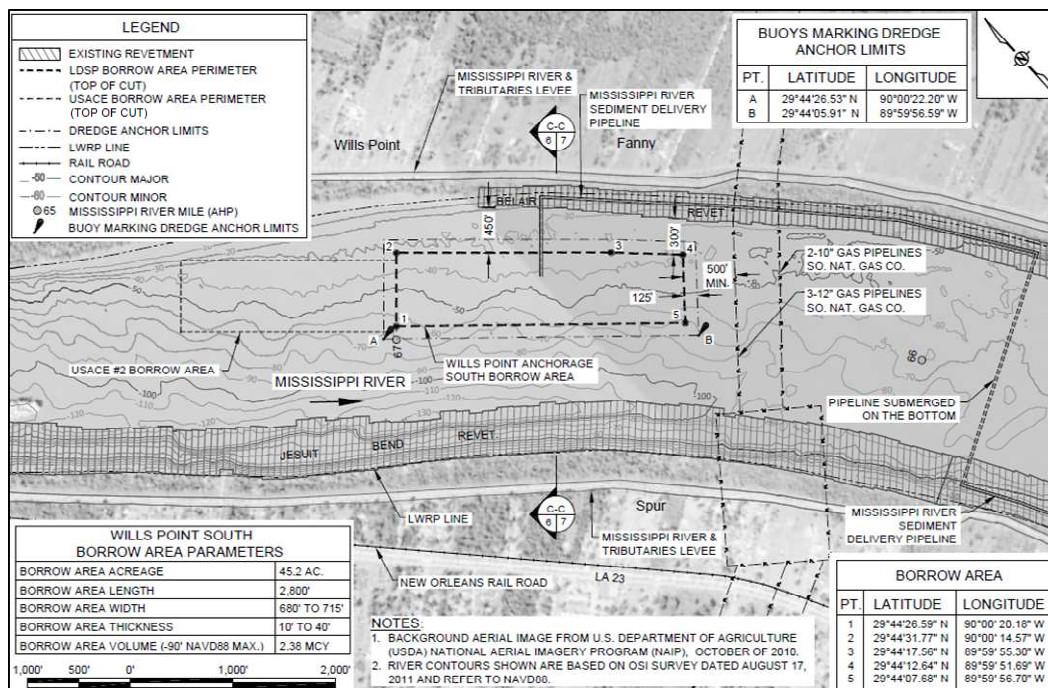 LEGEND
EXISTING REVETMENT
LDSP BORROW AREA PERIMETER
(TOP OF CUT)
USACE BORROW AREA PERIMETER
(TOP OF CUT)
DREDGE ANCHOR LIMITS
LWRP LINE
RAIL ROAD
-50 CONTOUR MAJOR
-60 CONTOUR MINOR
65 MISSISSIPPI RIVER MILE (AHP)
BUOY MARKING DREDGE ANCHOR LIMITS
BUOYS MARKING DREDGE
ANCHOR LIMITS
PT. LATITUDE LONGITUDE
A 29°44'26.53" N 90°00'22.20" W
B 29°44'05.91" N 89°59'56.59" W
N
MISSISSIPPI RIVER &
TRIBUTARIES LEVEE
MISSISSIPPI RIVER
SEDIMENT DELIVERY
PIPELINE
C-C
6 7
Wills Point
Fanny
BELAIR
REVET.
450'
300'
2
3
4
500'
MIN.
125'
2-10" GAS PIPELINES
SO. NAT. GAS CO.
3-12" GAS PIPELINES
SO. NAT. GAS CO.
1
5
A
B
67
66
USACE #2 BORROW AREA
WILLS POINT ANCHORAGE
SOUTH BORROW AREA
MISSISSIPPI RIVER
PIPELINE SUBMERGED
ON THE BOTTOM
JESUIT
BEND
REVET.
LWRP LINE
C-C
6 7
Spur
MISSISSIPPI RIVER &
TRIBUTARIES LEVEE
MISSISSIPPI RIVER
SEDIMENT
DELIVERY PIPELINE
NEW ORLEANS RAIL ROAD
LA 23
WILLS POINT SOUTH
BORROW AREA PARAMETERS
BORROW AREA ACREAGE 45.2 AC.
BORROW AREA LENGTH 2,800'
BORROW AREA WIDTH 680' TO 715'
BORROW AREA THICKNESS 10' TO 40'
BORROW AREA VOLUME (-90' NAVD88 MAX.) 2.38 MCY
1,000' 500' 0' 1,000' 2,000'
NOTES:
1. BACKGROUND AERIAL IMAGE FROM U.S. DEPARTMENT OF AGRICULTURE
(USDA) NATIONAL AERIAL IMAGERY PROGRAM (NAIP), OCTOBER OF 2010.
2. RIVER CONTOURS SHOWN ARE BASED ON OSI SURVEY DATED AUGUST 17,
2011 AND REFER TO NAVD88.
BORROW AREA
PT. LATITUDE LONGITUDE
1 29°44'26.59" N 90°00' 20.18" W
2 29°44'31.77" N 90°00' 14.57" W
3 29°44'17.56" N 89°59' 55.30" W
4 29°44'12.64" N 89°59' 51.69" W
5 29°44'07.68" N 89°59' 56.70" W